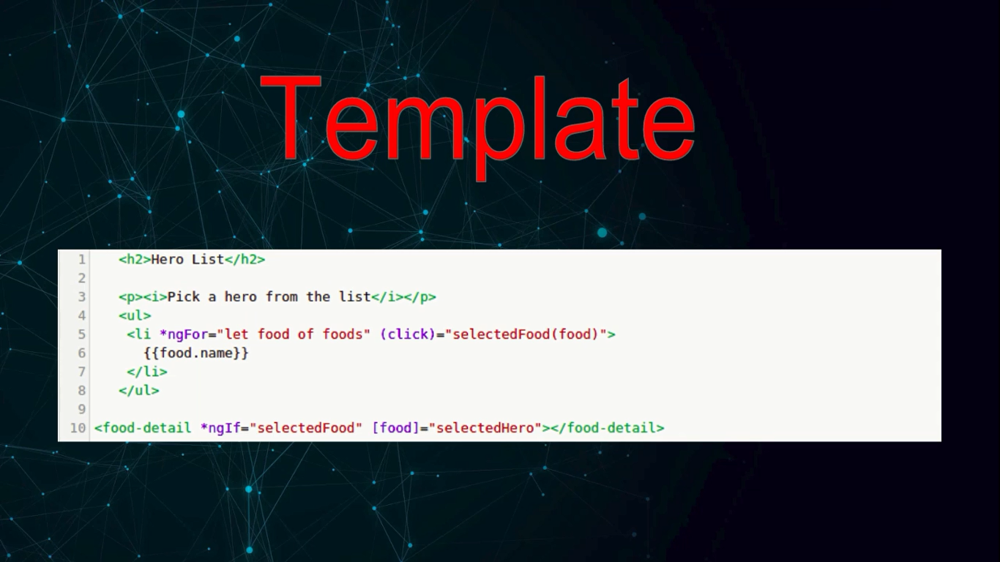 Template
1 <h2>Hero List</h2>
2
3 <p><i>Pick a hero from the list</i></p>
4 <ul>
5 <li *ngFor="let food of foods" (click)="selectedFood(food)">
6 {{food.name}}
7 </li>
8 </ul>
9
10 <food-detail *ngIf="selectedFood" [food]="selectedHero"></food-detail>